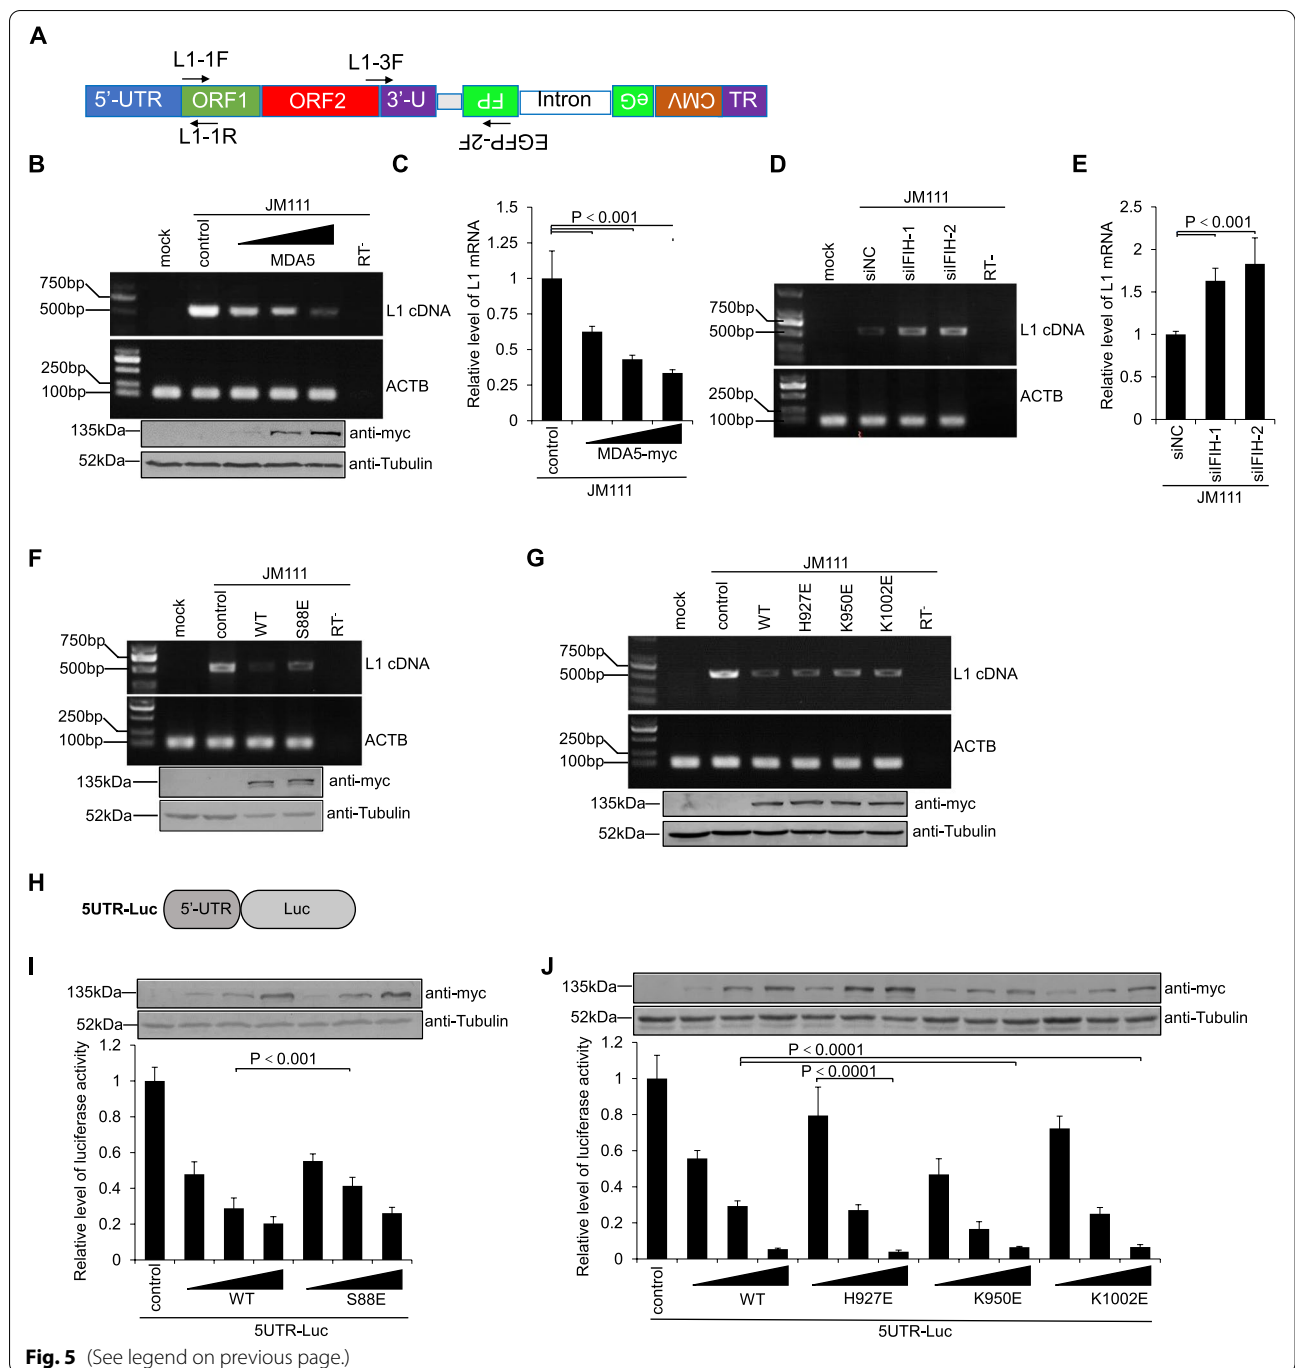 A
L1-1F
L1-3F
5'-UTR
ORF1
ORF2
3'-U
FP
Intron
eG
CMV
TR
L1-1R
EGFP-2F
B
JM111
mock
control
MDA5
RT-
750bp
500bp
L1 cDNA
250bp
100bp
ACTB
135kDa
anti-myc
52kDa
anti-Tubulin
C
Relative level of L1 mRNA
1.5
1.25
1
0.75
0.5
0.25
0
P < 0.001
control
MDA5-myc
JM111
D
JM111
mock
siNC
siIFIH-1
siIFIH-2
RT-
750bp
500bp
L1 cDNA
250bp
100bp
ACTB
E
Relative level of L1 mRNA
2.5
2
1.5
1
0.5
0
P < 0.001
siNC
siIFIH-1
siIFIH-2
JM111
F
JM111
mock
control
WT
S88E
RT-
750bp
500bp
L1 cDNA
250bp
100bp
ACTB
135kDa
anti-myc
52kDa
anti-Tubulin
G
JM111
mock
control
WT
H927E
K950E
K1002E
RT-
750bp
500bp
L1 cDNA
250bp
100bp
ACTB
135kDa
anti-myc
52kDa
anti-Tubulin
H
5UTR-Luc
5'-UTR
Luc
I
135kDa
anti-myc
52kDa
anti-Tubulin
Relative level of luciferase activity
1.2
1
0.8
0.6
0.4
0.2
0
P < 0.001
control
WT
S88E
5UTR-Luc
J
135kDa
anti-myc
52kDa
anti-Tubulin
Relative level of luciferase activity
1.2
1
0.8
0.6
0.4
0.2
0
P < 0.0001
P < 0.0001
control
WT
H927E
K950E
K1002E
5UTR-Luc
Fig. 5 (See legend on previous page.)